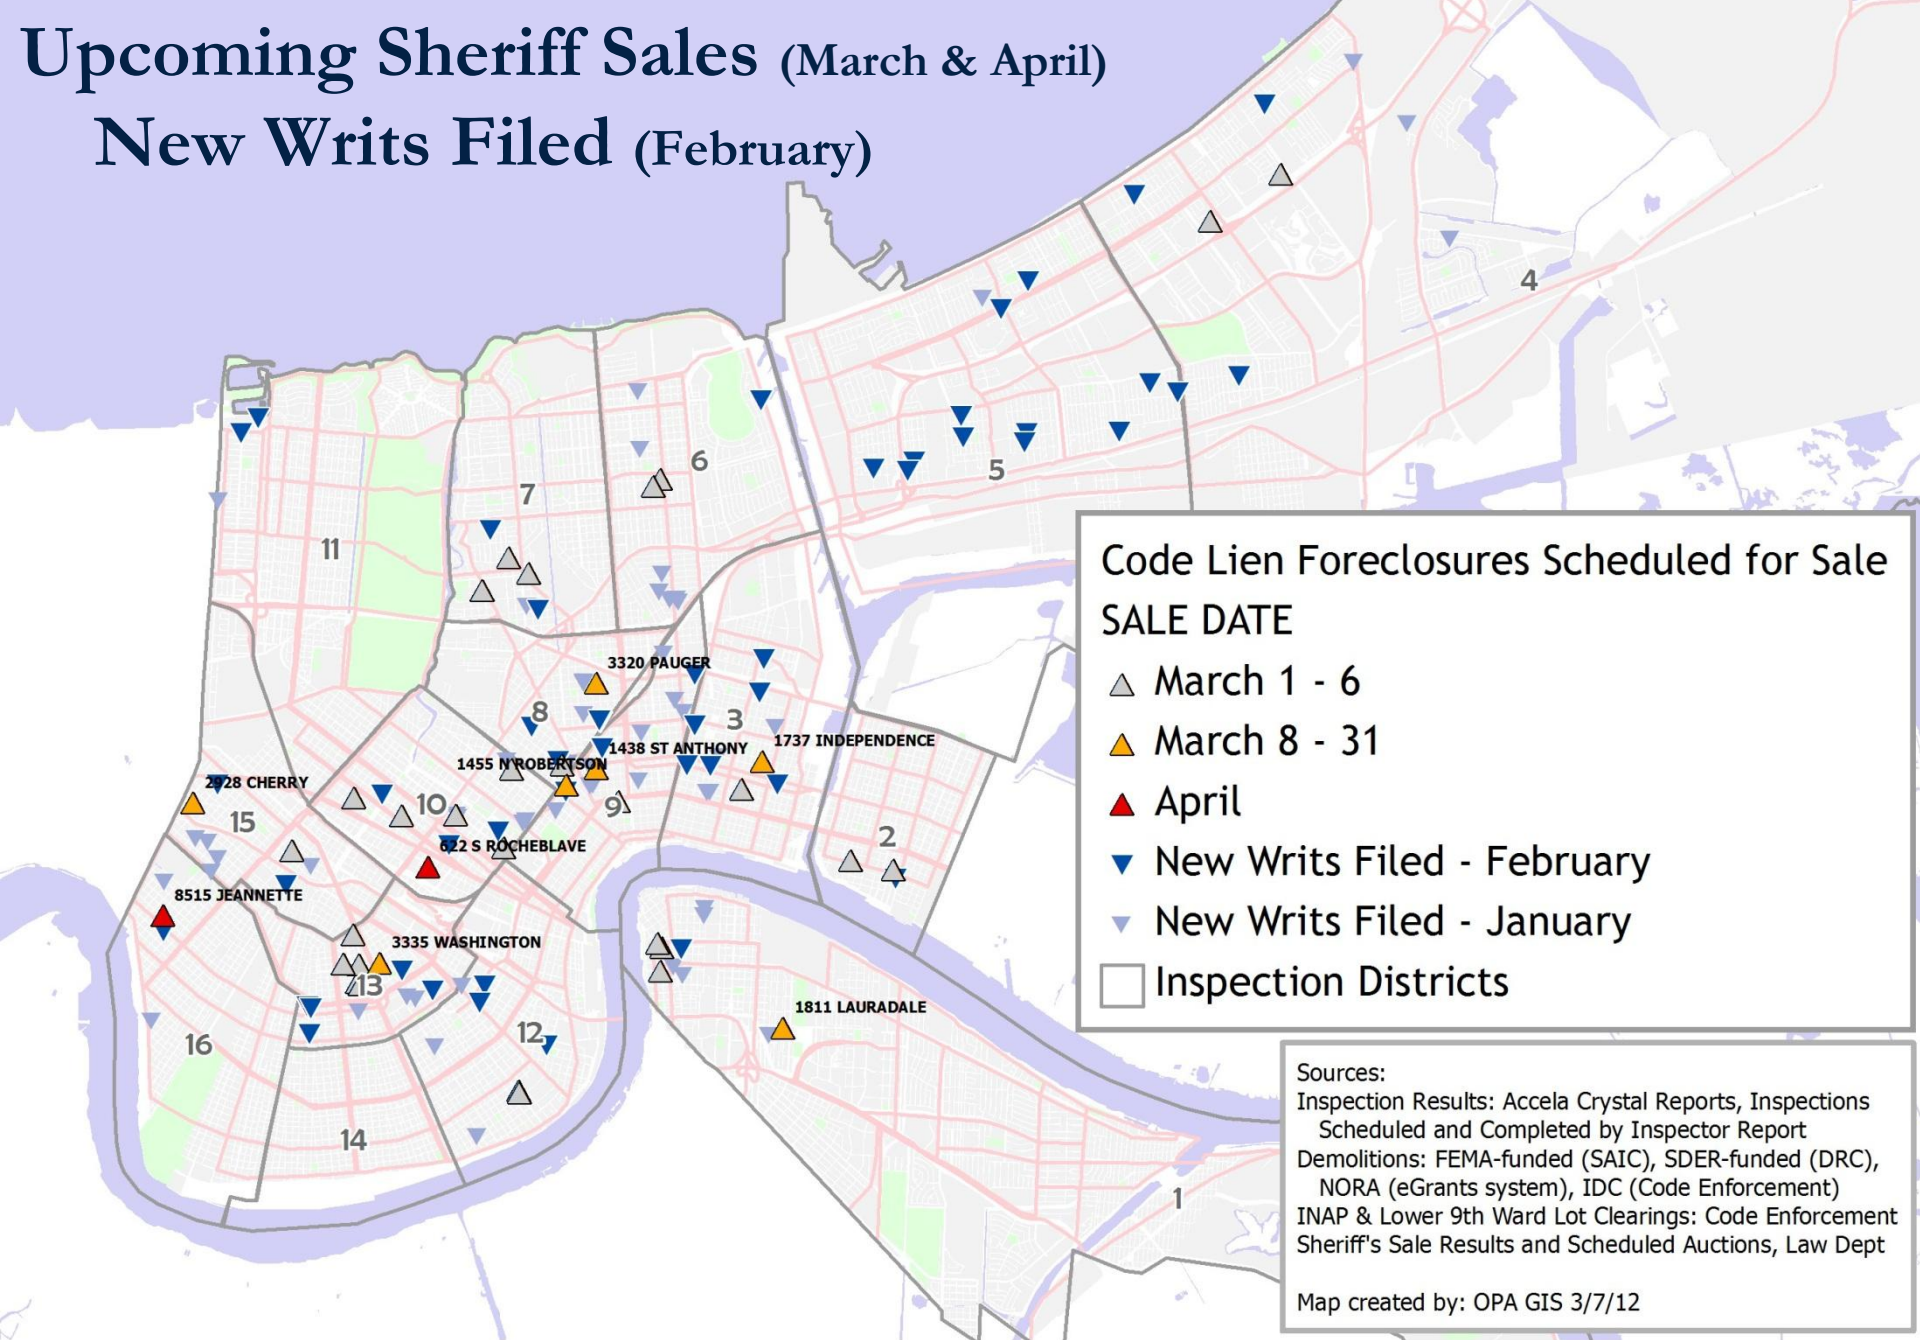 Upcoming Sheriff Sales (March & April)
New Writs Filed (February)
4
6
5
7
11
3320 PAUGER
8
3
1438 ST ANTHONY
1737 INDEPENDENCE
1455 N ROBERTSON
2928 CHERRY
10
9
15
2
622 S ROCHEBLAVE
8515 JEANNETTE
3335 WASHINGTON
13
1811 LAURADALE
12
16
14
1
Code Lien Foreclosures Scheduled for Sale
SALE DATE
March 1 - 6
March 8 - 31
April
New Writs Filed - February
New Writs Filed - January
Inspection Districts
Sources:
Inspection Results: Accela Crystal Reports, Inspections
Scheduled and Completed by Inspector Report
Demolitions: FEMA-funded (SAIC), SDER-funded (DRC),
NORA (eGrants system), IDC (Code Enforcement)
INAP & Lower 9th Ward Lot Clearings: Code Enforcement
Sheriff's Sale Results and Scheduled Auctions, Law Dept
Map created by: OPA GIS 3/7/12